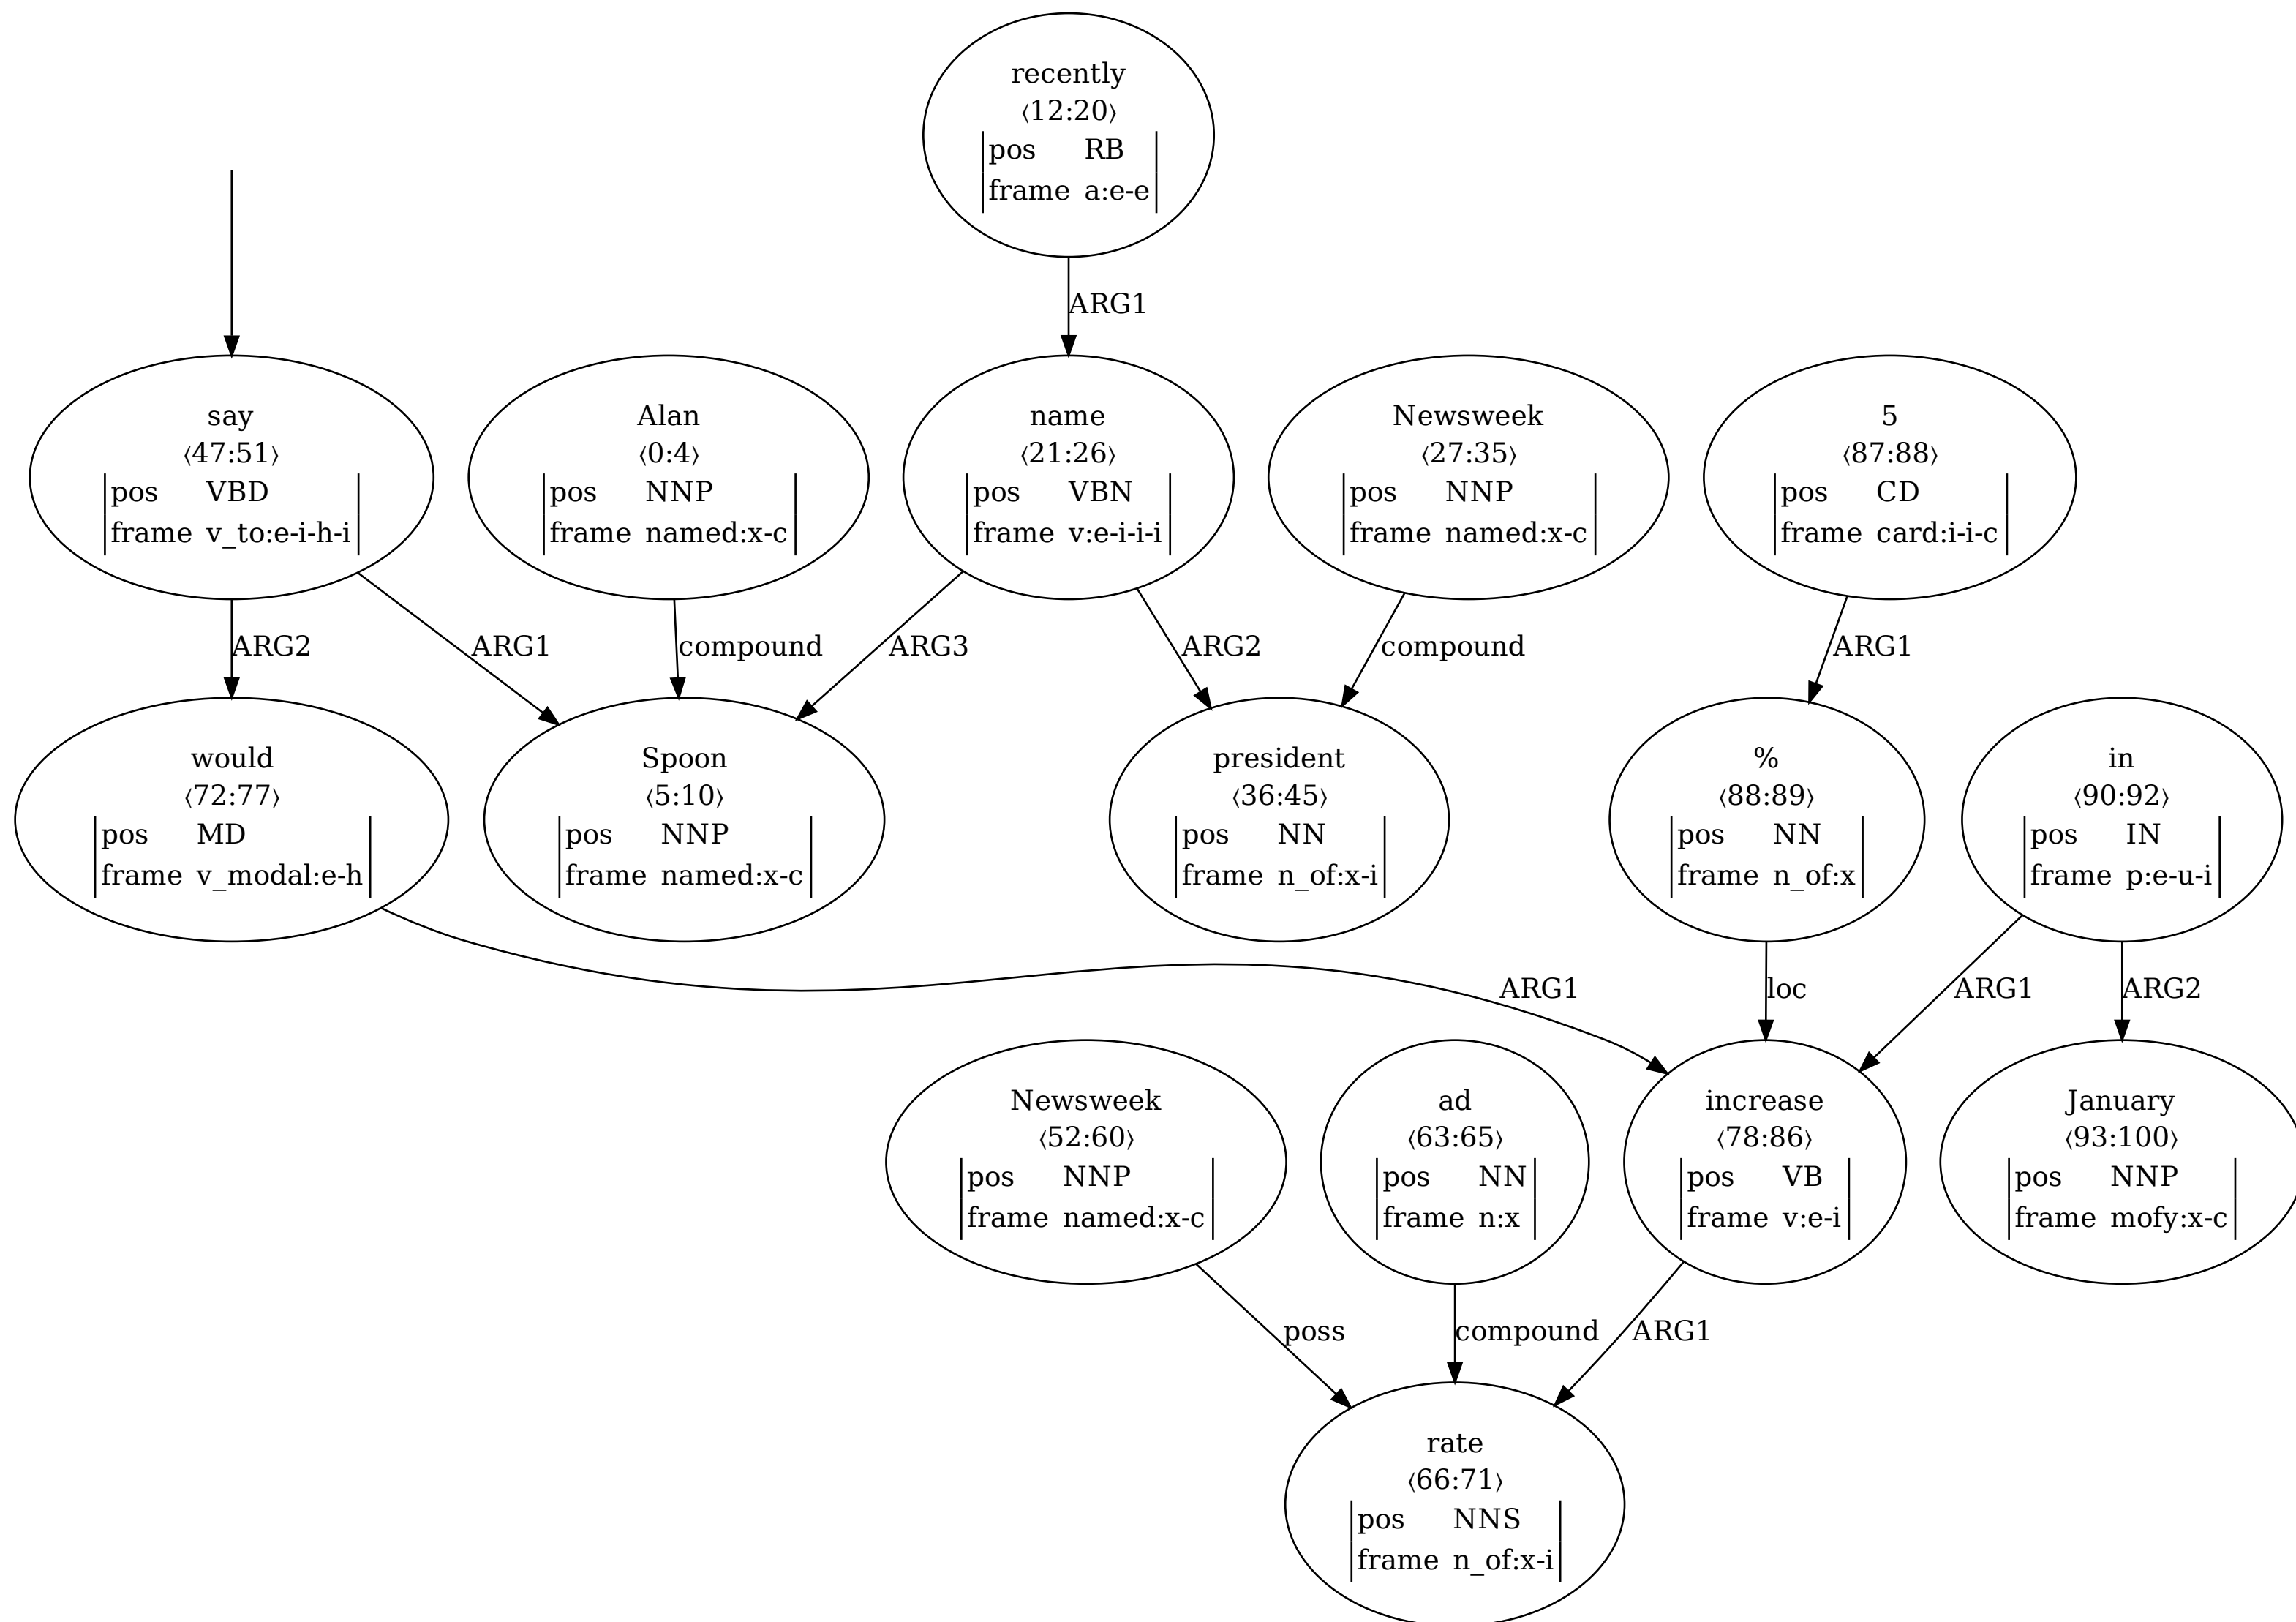 recently
⟨12:20⟩
pos RB
frame a:e-e
ARG1
say
⟨47:51⟩
pos VBD
frame v_to:e-i-h-i
Alan
⟨0:4⟩
pos NNP
frame named:x-c
name
⟨21:26⟩
pos VBN
frame v:e-i-i-i
Newsweek
⟨27:35⟩
pos NNP
frame named:x-c
5
⟨87:88⟩
pos CD
frame card:i-i-c
ARG2
ARG1
compound
ARG3
ARG2
compound
ARG1
would
⟨72:77⟩
pos MD
frame v_modal:e-h
Spoon
⟨5:10⟩
pos NNP
frame named:x-c
president
⟨36:45⟩
pos NN
frame n_of:x-i
%
⟨88:89⟩
pos NN
frame n_of:x
in
⟨90:92⟩
pos IN
frame p:e-u-i
ARG1
loc
ARG1
ARG2
Newsweek
⟨52:60⟩
pos NNP
frame named:x-c
ad
⟨63:65⟩
pos NN
frame n:x
increase
⟨78:86⟩
pos VB
frame v:e-i
January
⟨93:100⟩
pos NNP
frame mofy:x-c
poss
compound
ARG1
rate
⟨66:71⟩
pos NNS
frame n_of:x-i